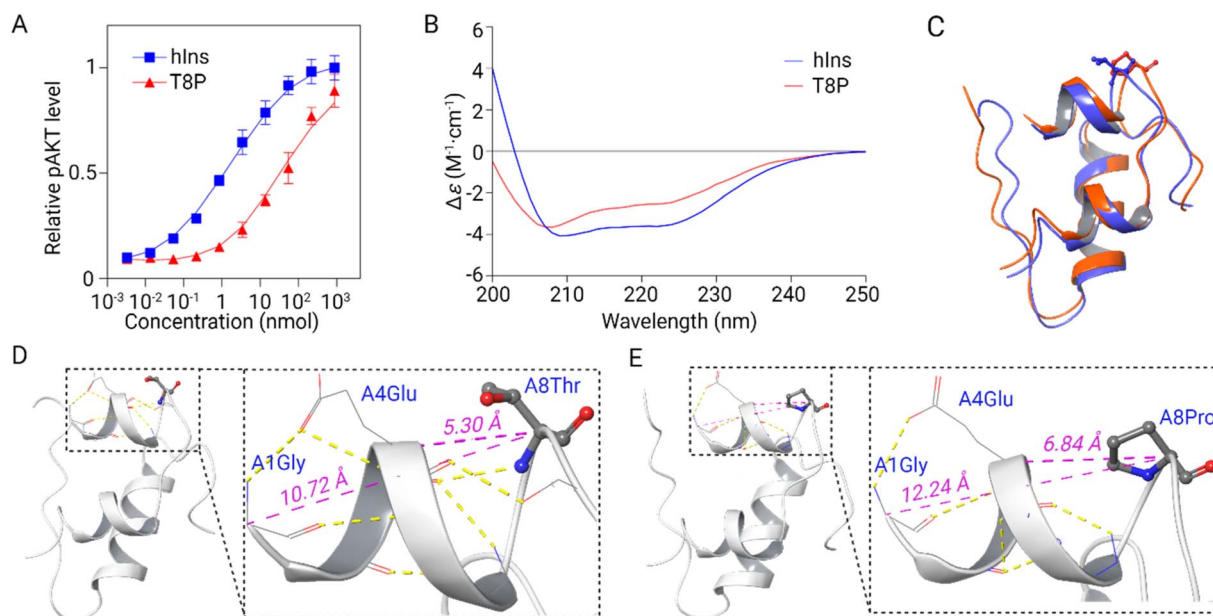 A
Relative pAKT level
1
0.5
0
hIns
T8P
10⁻³ 10⁻² 10⁻¹ 1 10 10² 10³
Concentration (nmol)
B
Δε (M⁻¹·cm⁻¹)
6
4
2
0
-2
-4
-6
hIns
T8P
200 210 220 230 240 250
Wavelength (nm)
C
D
A4Glu
A8Thr
5.30 Å
A1Gly
10.72 Å
E
A4Glu
A8Pro
6.84 Å
A1Gly
12.24 Å